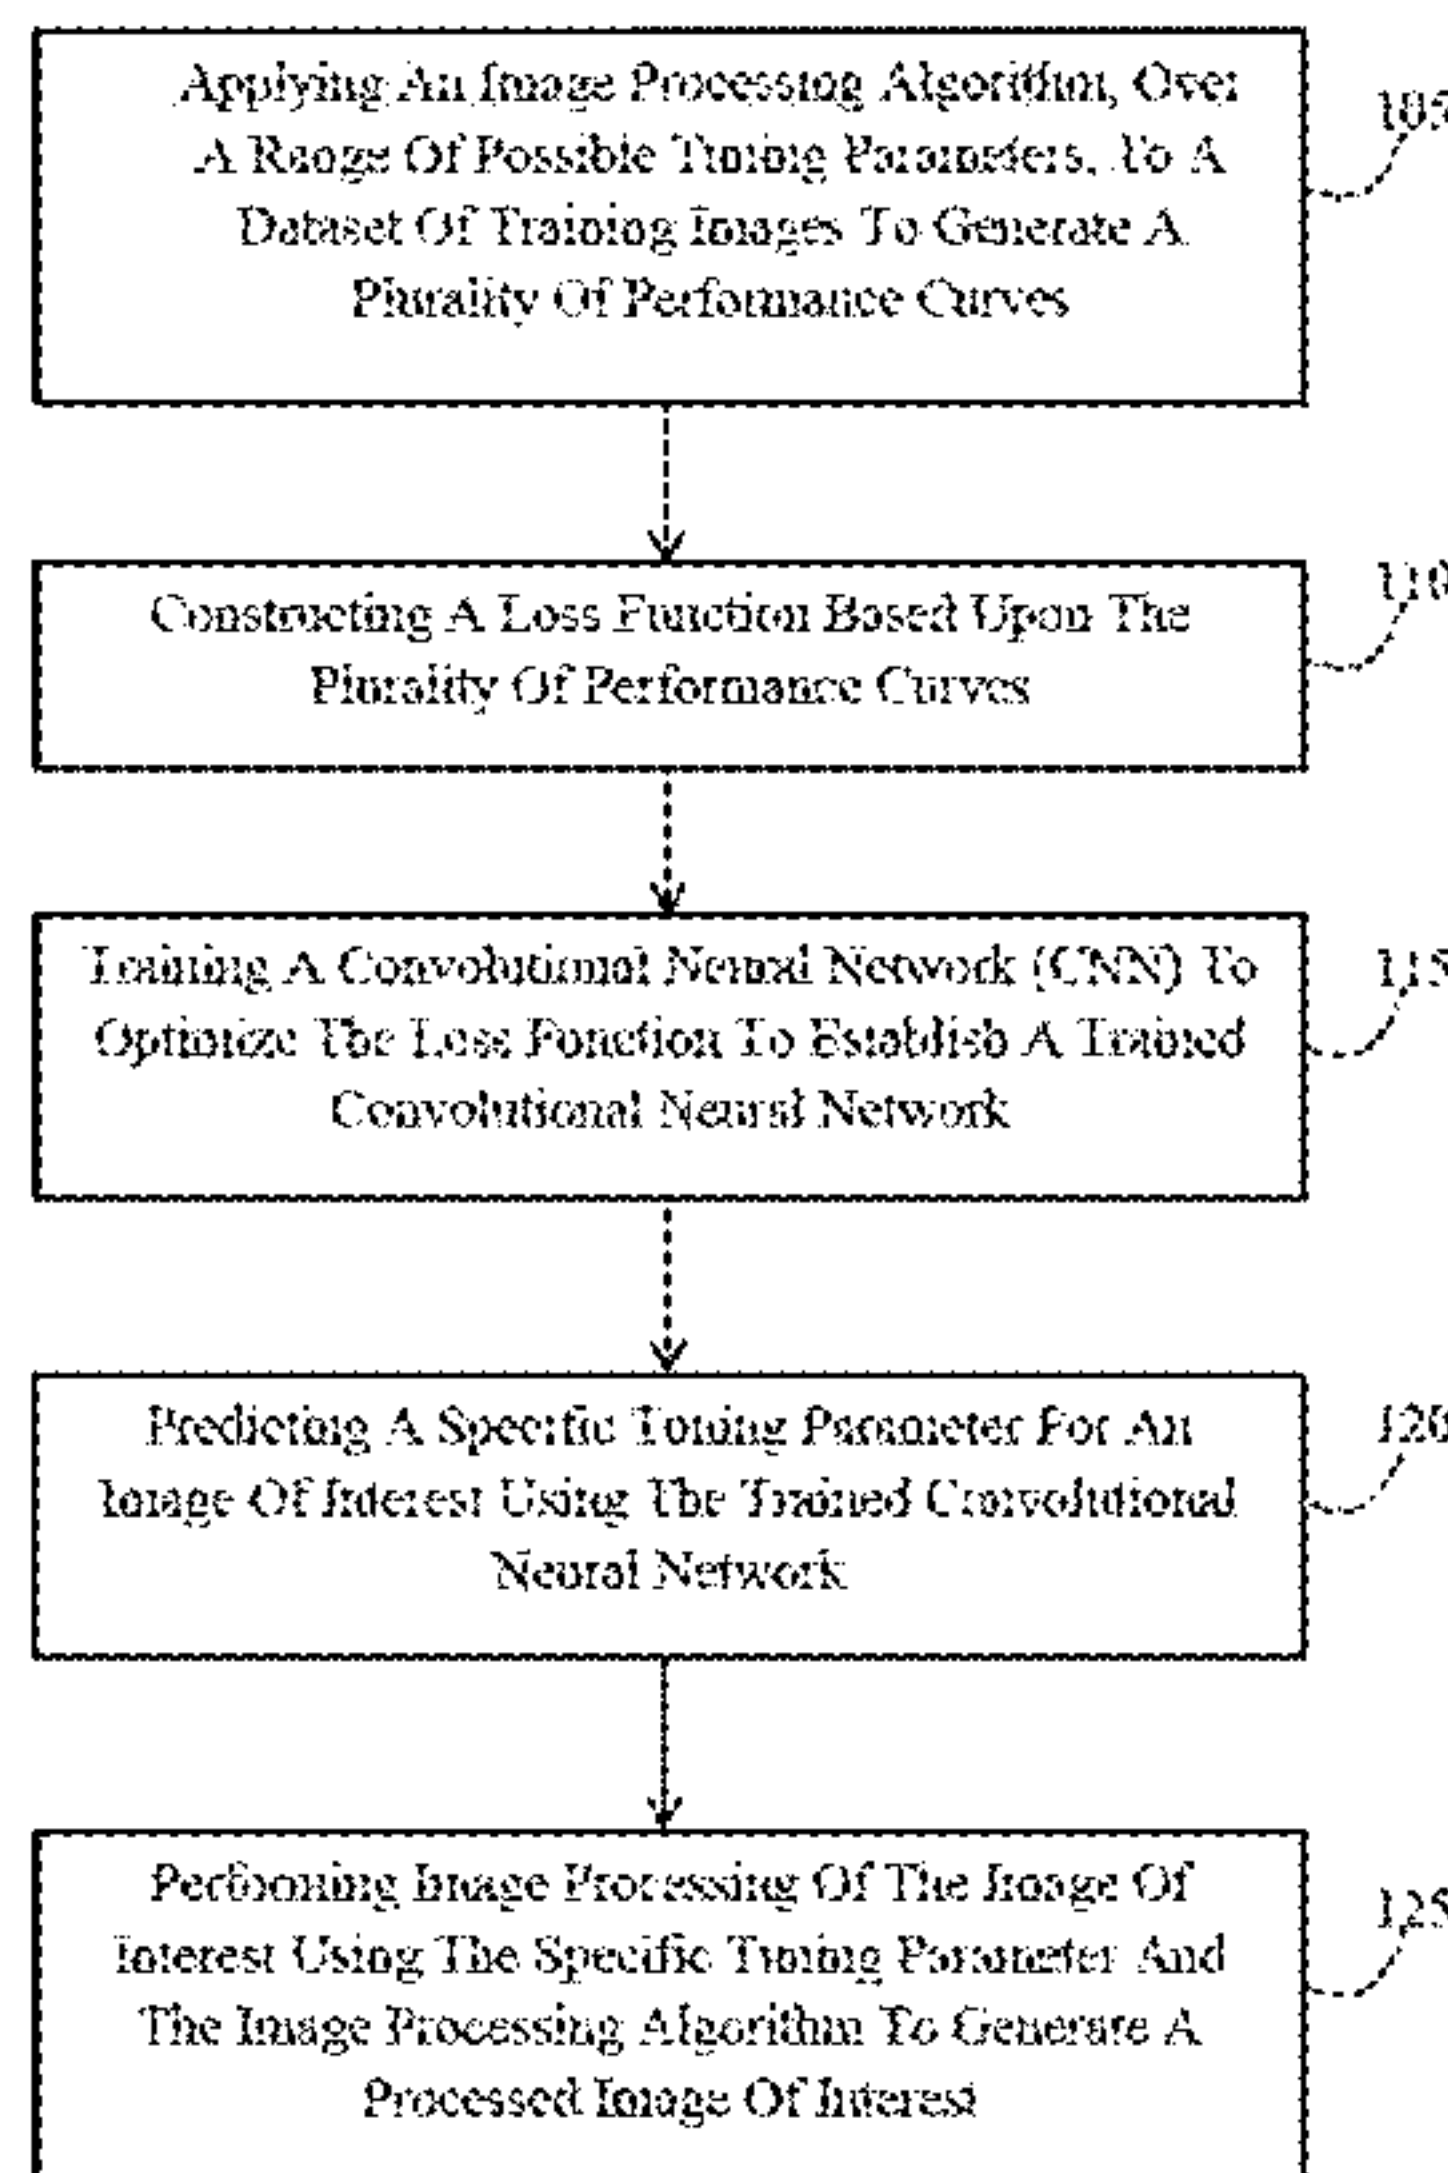 Applying An Image Processing Algorithm, Over
A Range Of Possible Tuning Parameters, To A
Dataset Of Training Images To Generate A
Plurality Of Performance Curves
105
Constructing A Loss Function Based Upon The
Plurality Of Performance Curves
110
Training A Convolutional Neural Network (CNN) To
Optimize The Loss Function To Establish A Trained
Convolutional Neural Network
115
Predicting A Specific Tuning Parameter For An
Image Of Interest Using The Trained Convolutional
Neural Network
120
Performing Image Processing Of The Image Of
Interest Using The Specific Tuning Parameter And
The Image Processing Algorithm To Generate A
Processed Image Of Interest
125